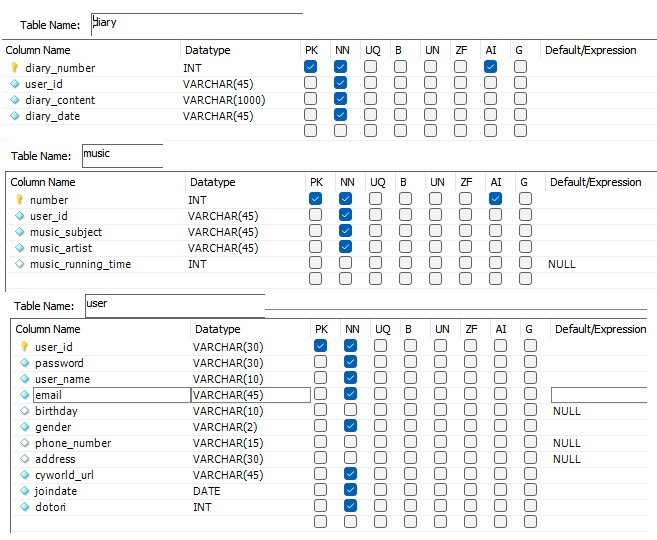 Table Name: diary
Column Name Datatype PK NN UQ B UN ZF AI G Default/Expression
diary_number INT
user_id VARCHAR(45)
diary_content VARCHAR(1000)
diary_date VARCHAR(45)
Table Name: music
Column Name Datatype PK NN UQ B UN ZF AI G Default/Expression
number INT
user_id VARCHAR(45)
music_subject VARCHAR(45)
music_artist VARCHAR(45)
music_running_time INT NULL
Table Name: user
Column Name Datatype PK NN UQ B UN ZF AI G Default/Expression
user_id VARCHAR(30)
password VARCHAR(30)
user_name VARCHAR(10)
email VARCHAR(45)
birthday VARCHAR(10) NULL
gender VARCHAR(2)
phone_number VARCHAR(15) NULL
address VARCHAR(30) NULL
cyworld_url VARCHAR(45)
joindate DATE
dotori INT